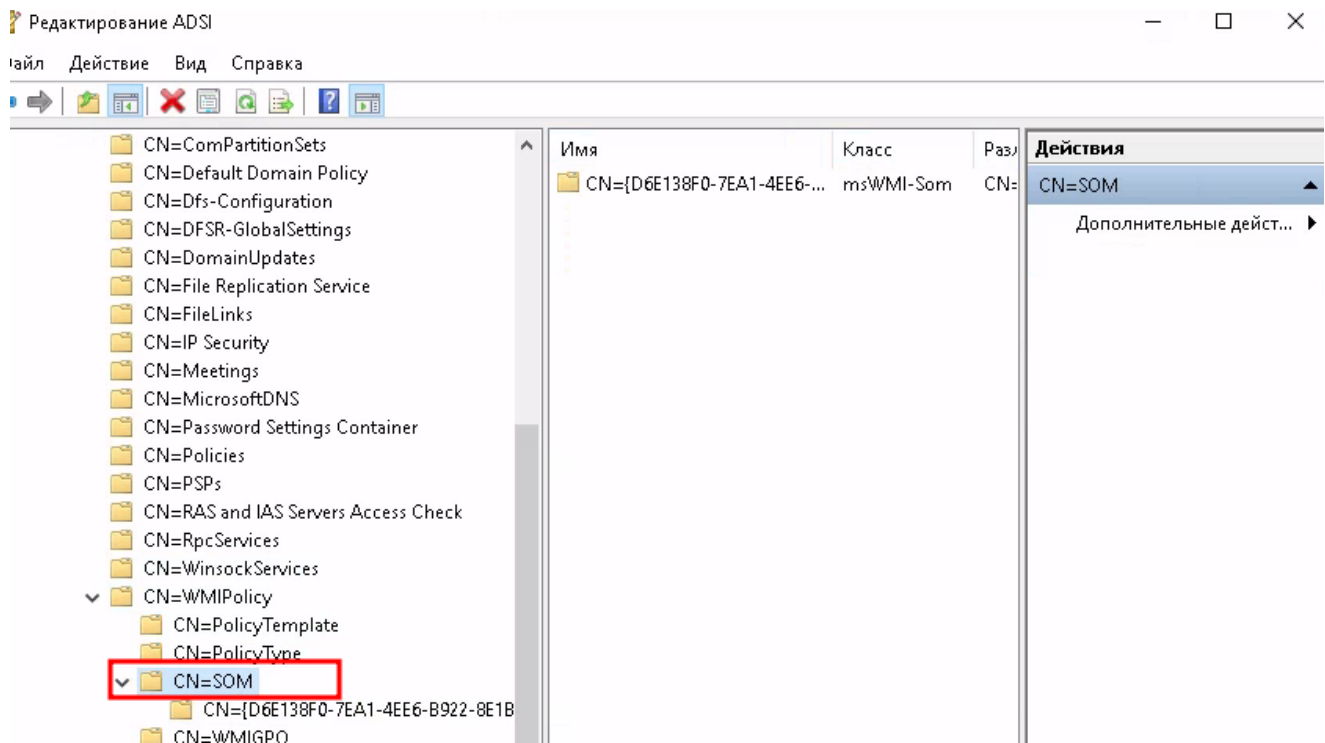 Редактирование ADSI
айл Действие Вид Справка
CN=ComPartitionSets
CN=Default Domain Policy
CN=Dfs-Configuration
CN=DFSR-GlobalSettings
CN=DomainUpdates
CN=File Replication Service
CN=FileLinks
CN=IP Security
CN=Meetings
CN=MicrosoftDNS
CN=Password Settings Container
CN=Policies
CN=PSPs
CN=RAS and IAS Servers Access Check
CN=RpcServices
CN=WinsockServices
CN=WMIPolicy
CN=PolicyTemplate
CN=PolicyType
CN=SOM
CN={D6E138F0-7EA1-4EE6-B922-8E1B
CN=WMIGPO
Имя Класс Разл
CN={D6E138F0-7EA1-4EE6-... msWMI-Som CN=
Действия
CN=SOM
Дополнительные дейст...